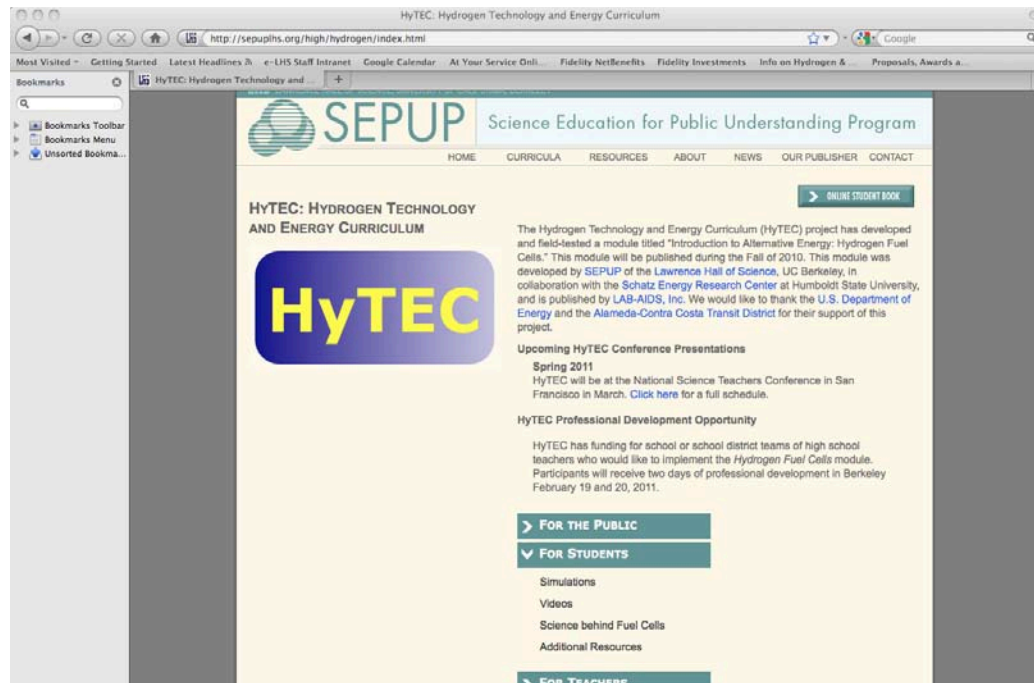 HyTEC: Hydrogen Technology and Energy Curriculum
http://sepuplhs.org/high/hydrogen/index.html
Google
Most Visited
Getting Started
Latest Headlines
e-LHS Staff Intranet
Google Calendar
At Your Service Onli...
Fidelity NetBenefits
Fidelity Investments
Info on Hydrogen & ...
Proposals, Awards a...
Bookmarks
HyTEC: Hydrogen Technology and ...
+
Bookmarks Toolbar
Bookmarks Menu
Unsorted Bookma...
SEPUP
Science Education for Public Understanding Program
HOME
CURRICULA
RESOURCES
ABOUT
NEWS
OUR PUBLISHER
CONTACT
ONLINE STUDENT BOOK
HYTEC: HYDROGEN TECHNOLOGY
AND ENERGY CURRICULUM
HyTEC
The Hydrogen Technology and Energy Curriculum (HyTEC) project has developed
and field-tested a module titled "Introduction to Alternative Energy: Hydrogen Fuel
Cells." This module will be published during the Fall of 2010. This module was
developed by SEPUP of the Lawrence Hall of Science, UC Berkeley, in
collaboration with the Schatz Energy Research Center at Humboldt State University,
and is published by LAB-AIDS, Inc. We would like to thank the U.S. Department of
Energy and the Alameda-Contra Costa Transit District for their support of this
project.
Upcoming HyTEC Conference Presentations
Spring 2011
HyTEC will be at the National Science Teachers Conference in San
Francisco in March. Click here for a full schedule.
HyTEC Professional Development Opportunity
HyTEC has funding for school or school district teams of high school
teachers who would like to implement the Hydrogen Fuel Cells module.
Participants will receive two days of professional development in Berkeley
February 19 and 20, 2011.
FOR THE PUBLIC
FOR STUDENTS
Simulations
Videos
Science behind Fuel Cells
Additional Resources
FOR TEACHERS